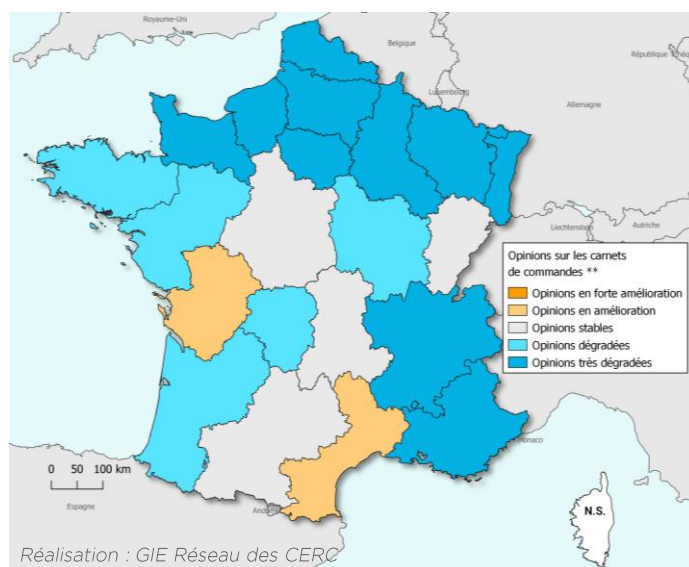 Royaume-Uni
Belgique
République Tchèque
Luxembourg
Allemagne
Liechtenstein
Autriche
Opinions sur les carnets
de commandes **
Opinions en forte amélioration
Opinions en amélioration
Opinions stables
Opinions dégradées
Opinions très dégradées
Monaco
0 50 100 km
Espagne
N.S.
Réalisation : GIE Réseau des CERC